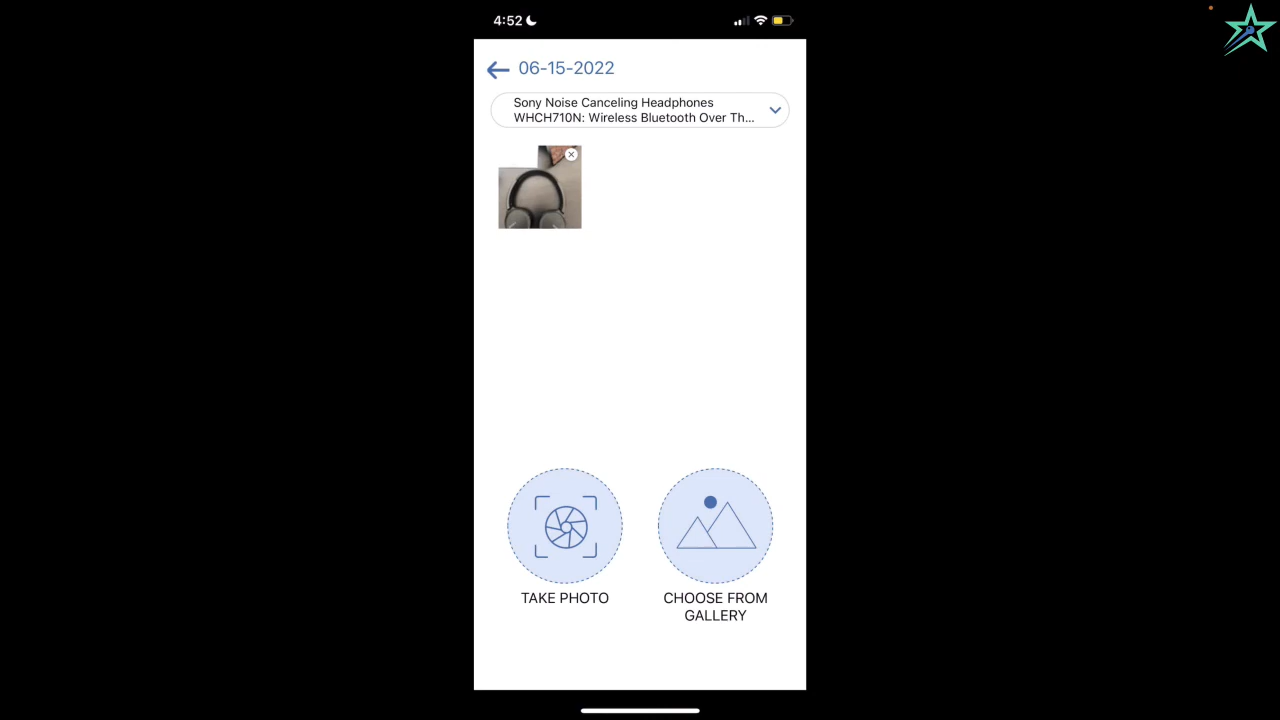 4:52
06-15-2022
Sony Noise Canceling Headphones
WHCH710N: Wireless Bluetooth Over Th...
TAKE PHOTO
CHOOSE FROM
GALLERY